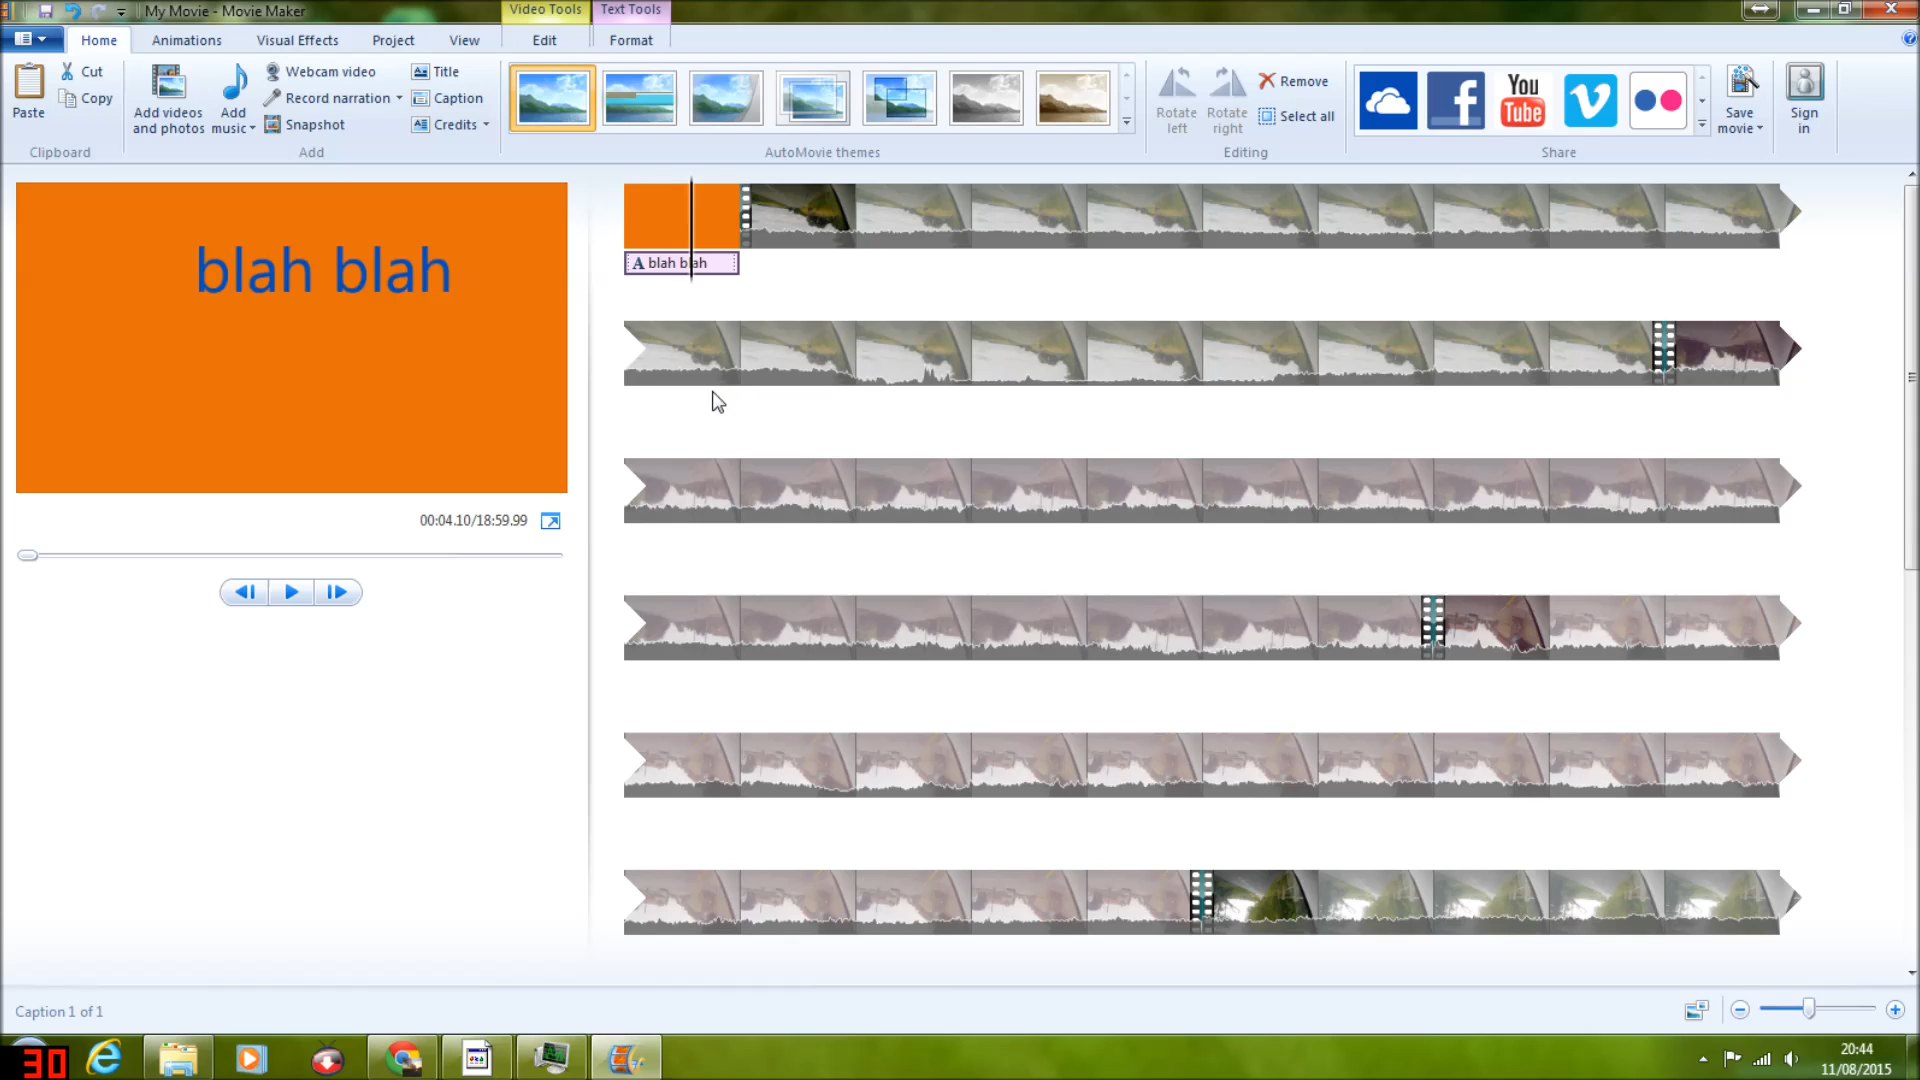 My Movie - Movie Maker
Video Tools
Text Tools
Home
Animations
Visual Effects
Project
View
Edit
Format
Paste
Cut
Copy
Clipboard
Add videos
and photos
Add
music
Webcam video
Record narration
Snapshot
Title
Caption
Credits
Add
AutoMovie themes
Rotate
left
Rotate
right
Remove
Select all
Editing
f
You
Tube
V
Share
Save
movie
Sign
in
blah blah
A blah blah
00:04.10/18:59.99
Caption 1 of 1
30
20:44
11/08/2015